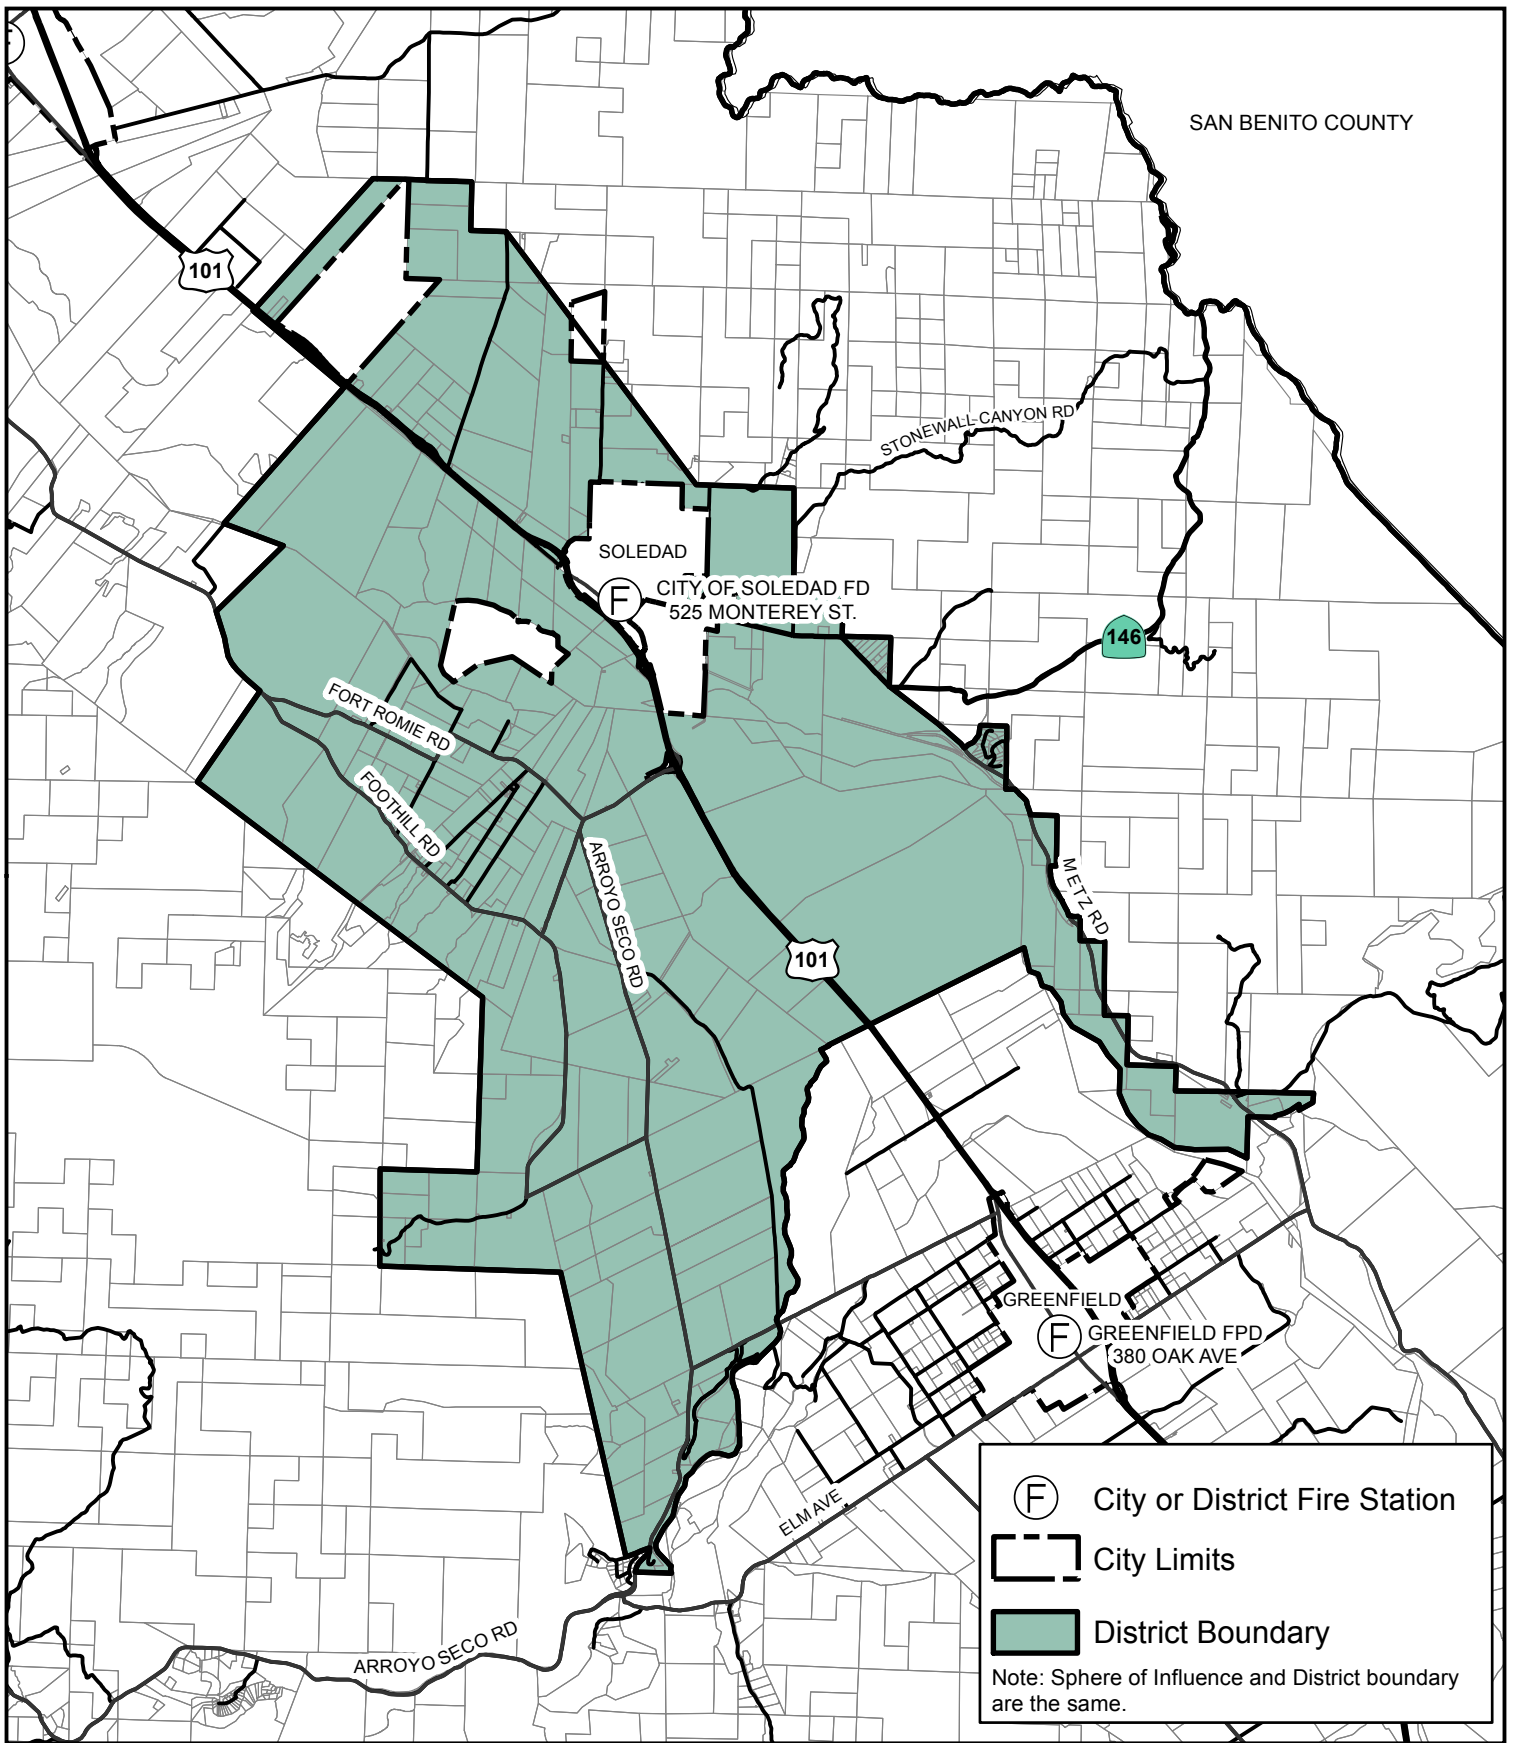 F
SAN BENITO COUNTY
101
STONEWALL CANYON RD
SOLEDAD
F
CITY OF SOLEDAD FD
525 MONTEREY ST.
146
FORT ROMIE RD
FOOTHILL RD
ARROYO SECO RD
METZ RD
101
GREENFIELD
F
GREENFIELD FPD
380 OAK AVE
ELM AVE
ARROYO SECO RD
F City or District Fire Station
City Limits
District Boundary
Note: Sphere of Influence and District boundary
are the same.